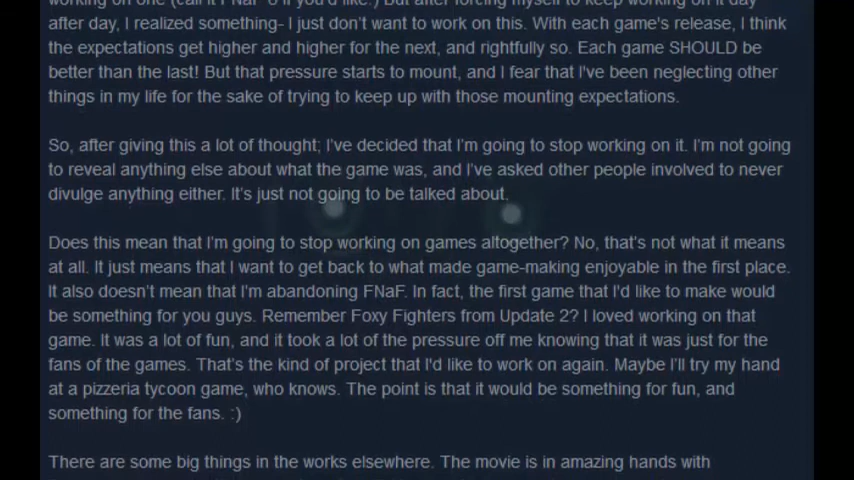 working on one (call it FNaF 6 if you'd like.) But after forcing myself to keep working on it day
after day, I realized something- I just don't want to work on this. With each game's release, I think
the expectations get higher and higher for the next, and rightfully so. Each game SHOULD be
better than the last! But that pressure starts to mount, and I fear that I've been neglecting other
things in my life for the sake of trying to keep up with those mounting expectations.
So, after giving this a lot of thought; I've decided that I'm going to stop working on it. I'm not going
to reveal anything else about what the game was, and I've asked other people involved to never
divulge anything either. It's just not going to be talked about.
Does this mean that I'm going to stop working on games altogether? No, that's not what it means
at all. It just means that I want to get back to what made game-making enjoyable in the first place.
It also doesn't mean that I'm abandoning FNaF. In fact, the first game that I'd like to make would
be something for you guys. Remember Foxy Fighters from Update 2? I loved working on that
game. It was a lot of fun, and it took a lot of the pressure off me knowing that it was just for the
fans of the games. That's the kind of project that I'd like to work on again. Maybe I'll try my hand
at a pizzeria tycoon game, who knows. The point is that it would be something for fun, and
something for the fans. :)
There are some big things in the works elsewhere. The movie is in amazing hands with